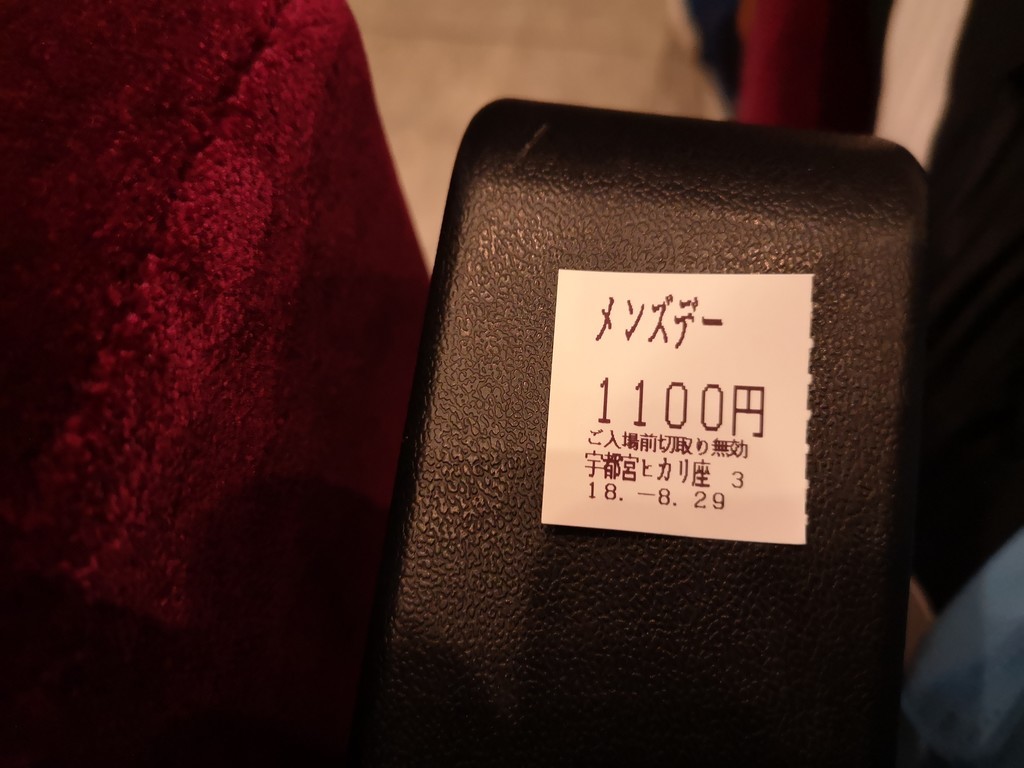 メンズデー
1100円
ご入場前切取り無効
宇都宮ヒカリ座 3
18.-8.29